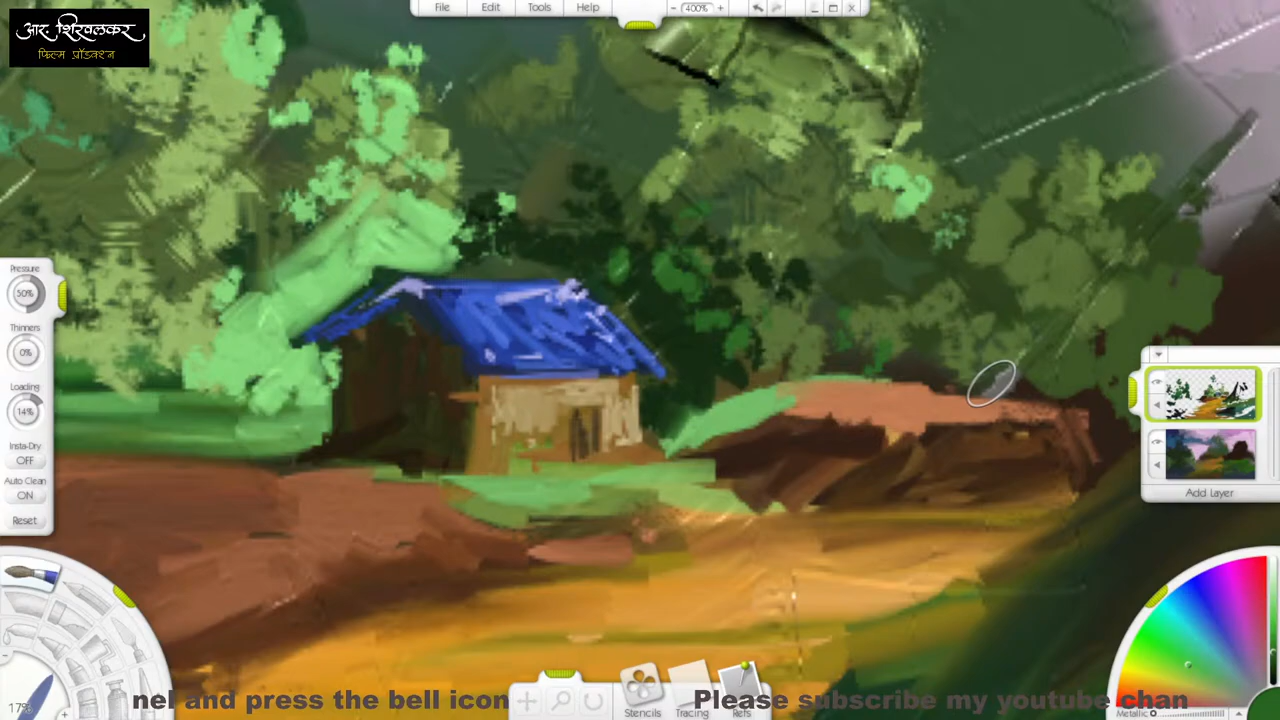 आर. शिरवलकर
फिल्म प्रॉडक्शन
File Edit Tools Help
400%
Pressure
50%
Thinners
0%
Loading
14%
Insta-Dry
OFF
Auto Clean
ON
Reset
Add Layer
17%
Stencils Tracing Refs
Metallic
nel and press the bell icon
Please subscribe my youtube chan